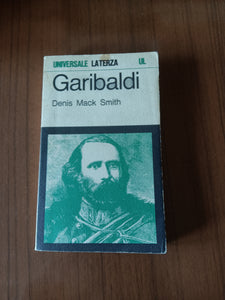 UNIVERSALE LATERZA UL
Garibaldi
Denis Mack Smith